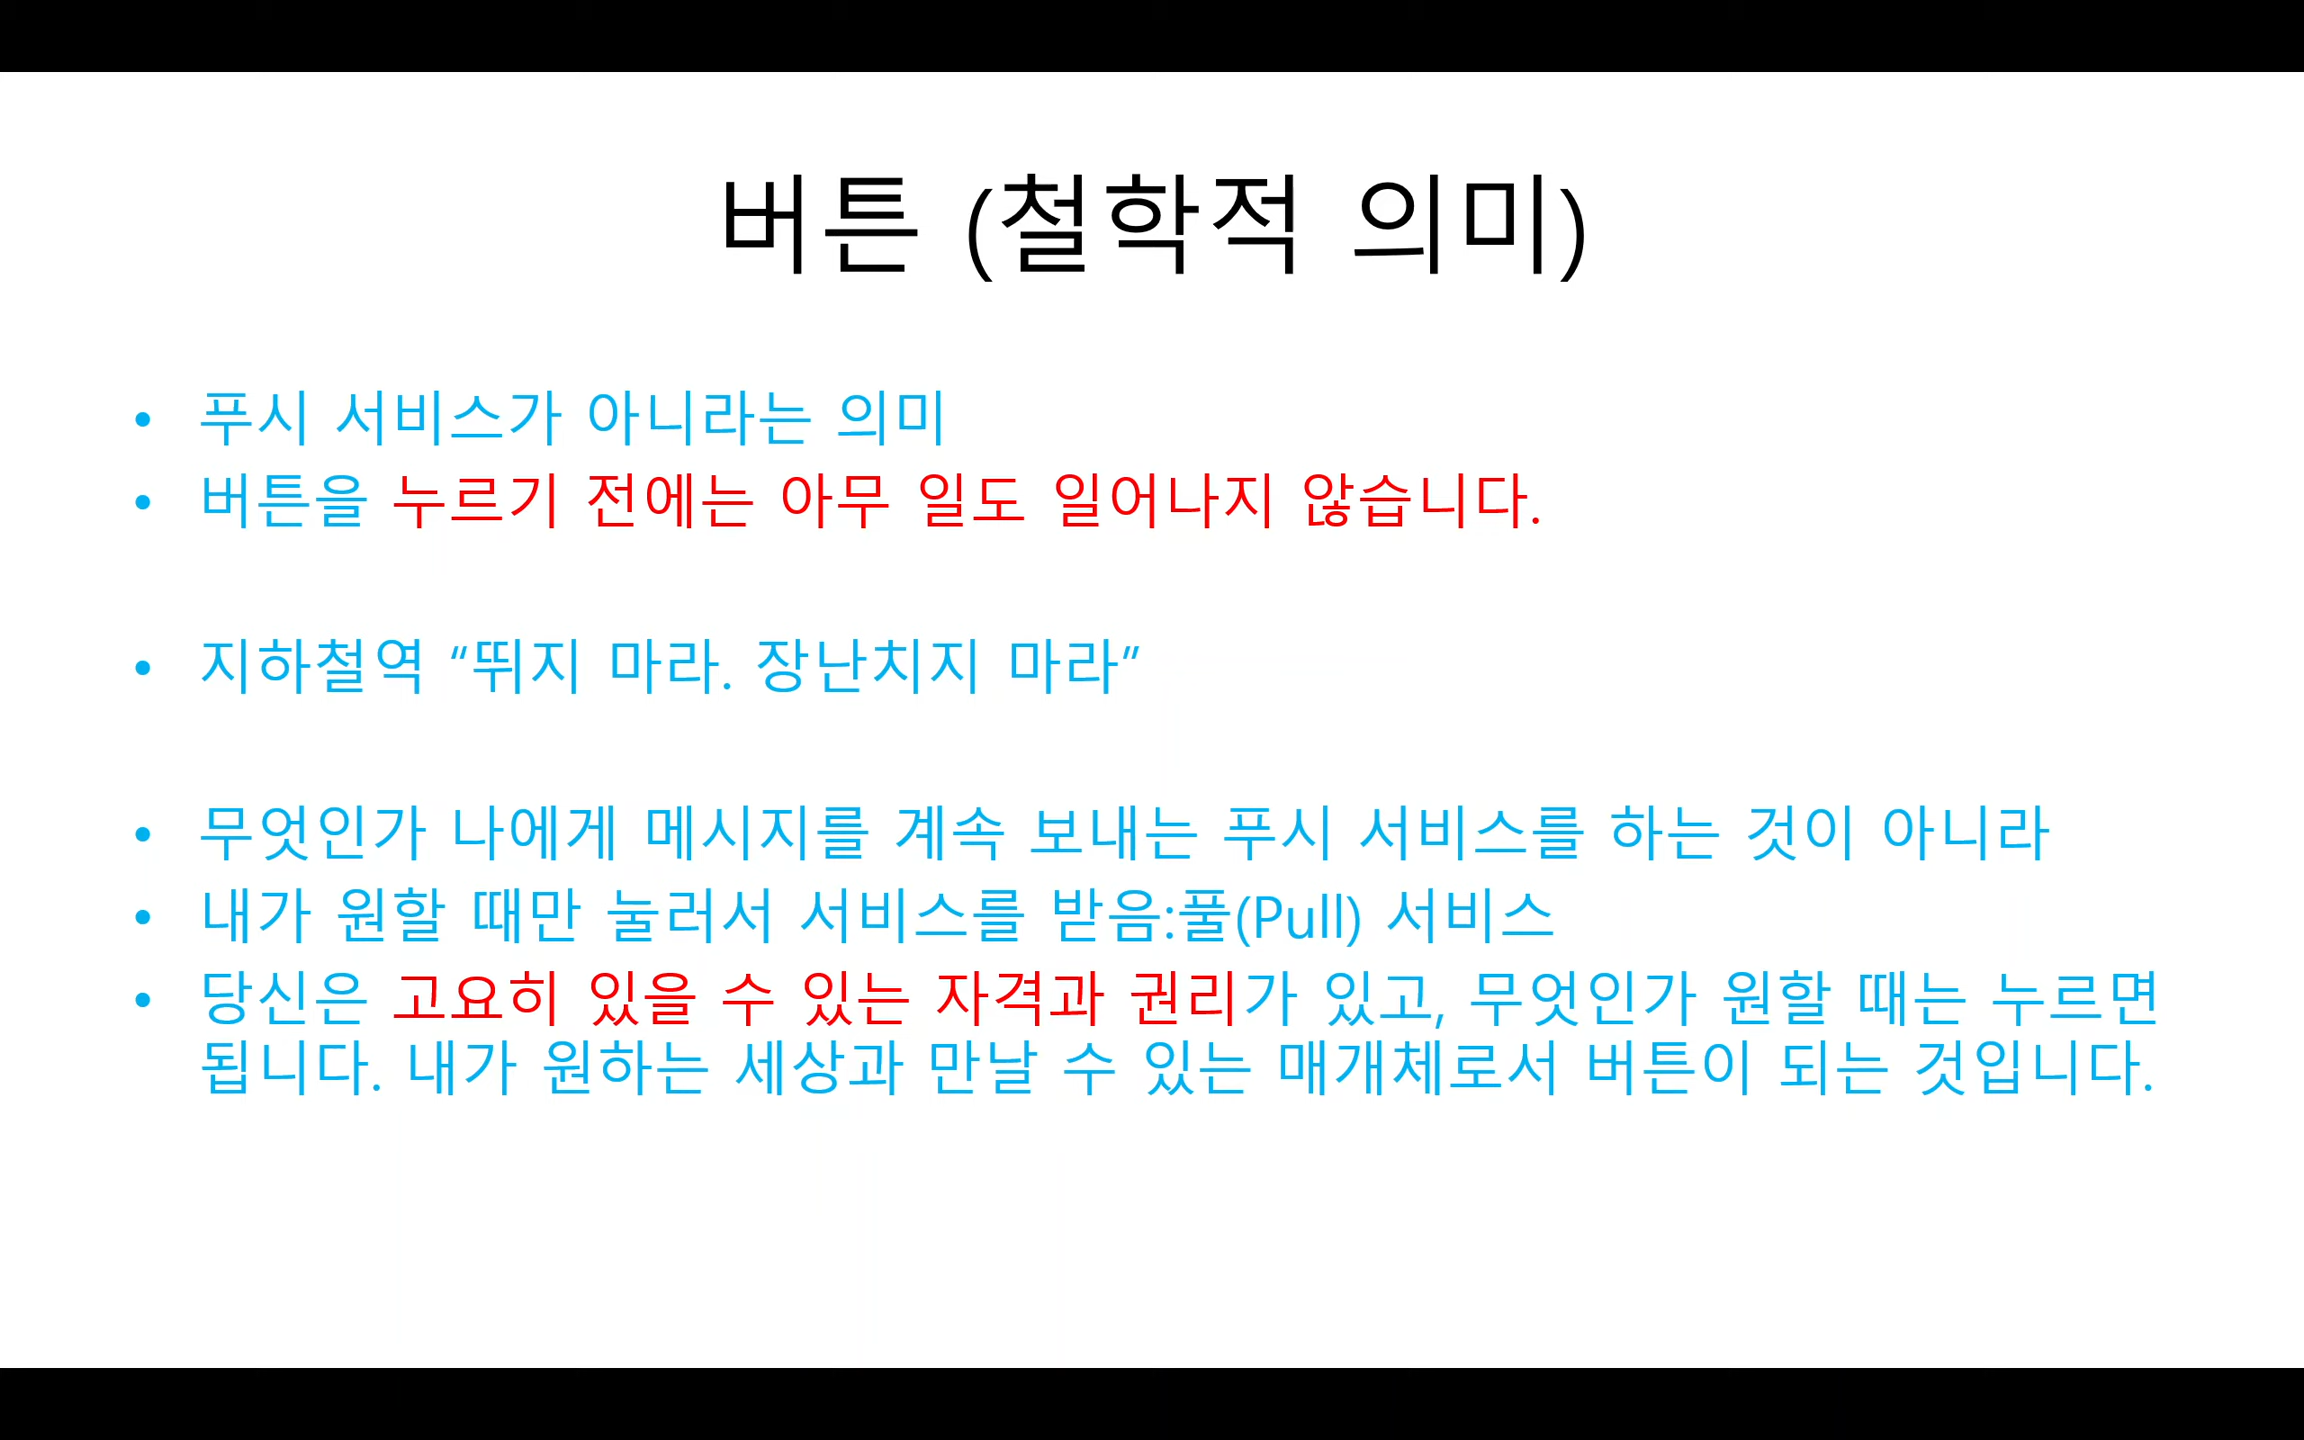 버튼 (철학적 의미)
• 푸시 서비스가 아니라는 의미
• 버튼을 누르기 전에는 아무 일도 일어나지 않습니다.
• 지하철역 “뛰지 마라. 장난치지 마라”
• 무엇인가 나에게 메시지를 계속 보내는 푸시 서비스를 하는 것이 아니라
• 내가 원할 때만 눌러서 서비스를 받음:풀(Pull) 서비스
• 당신은 고요히 있을 수 있는 자격과 권리가 있고, 무엇인가 원할 때는 누르면
됩니다. 내가 원하는 세상과 만날 수 있는 매개체로서 버튼이 되는 것입니다.